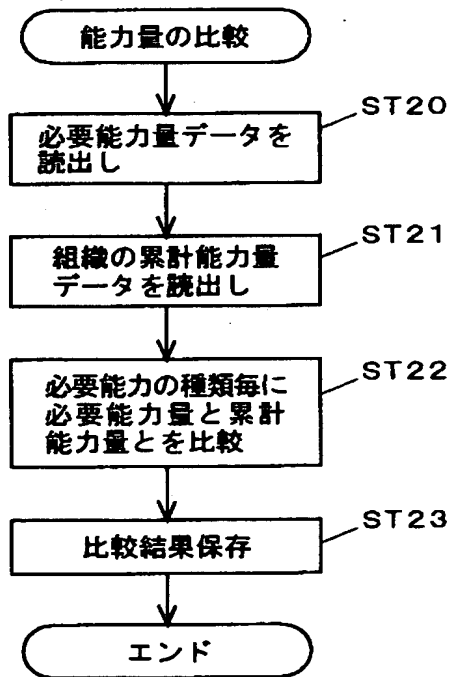 能力量の比較
ST20
必要能力量データを
読出し
ST21
組織の累計能力量
データを読出し
ST22
必要能力の種類毎に
必要能力量と累計
能力量とを比較
ST23
比較結果保存
エンド